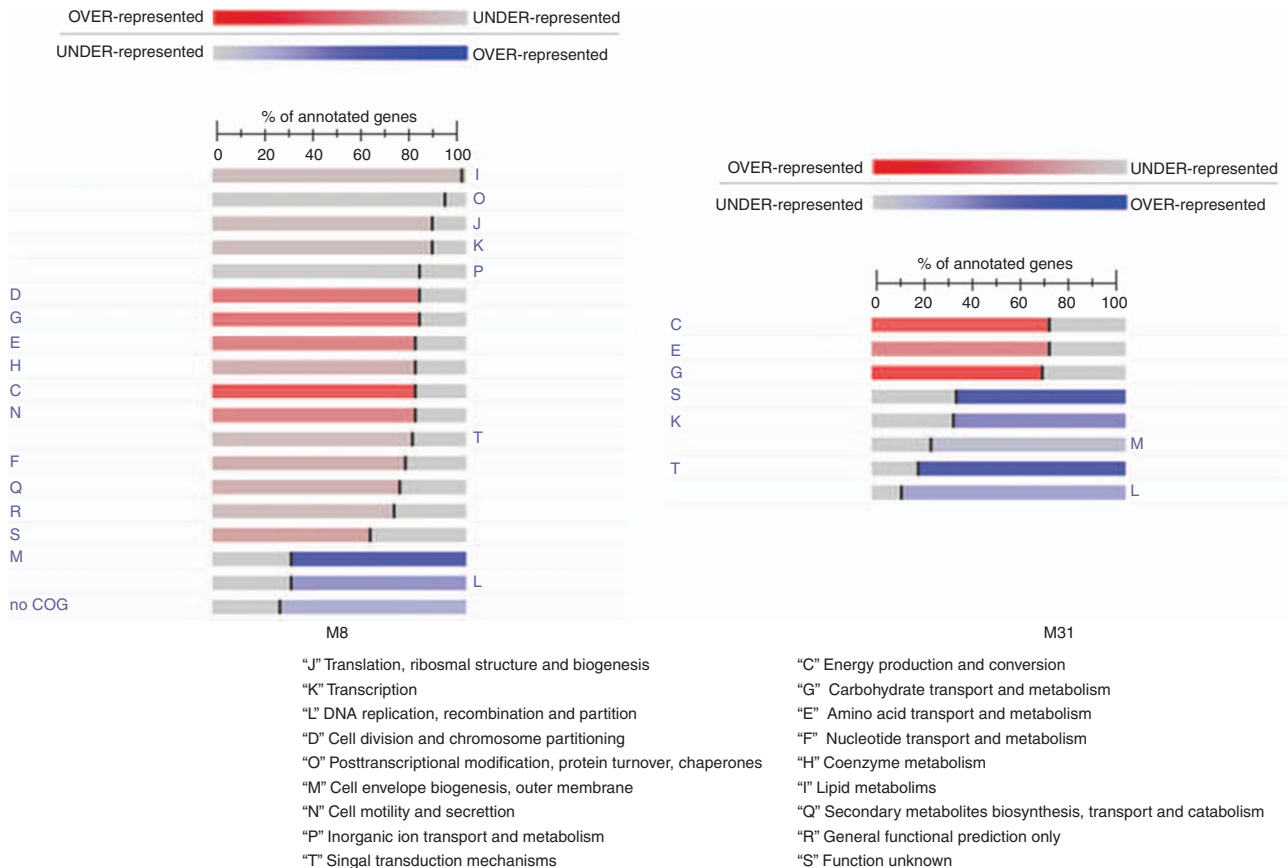 OVER-represented UNDER-represented
UNDER-represented OVER-represented
% of annotated genes
0 20 40 60 80 100
I
O
J
K
P
D
G
E
H
C
N
T
F
Q
R
S
M
L
no COG
M8
OVER-represented UNDER-represented
UNDER-represented OVER-represented
% of annotated genes
0 20 40 60 80 100
C
E
G
S
K
M
T
L
M31
“J” Translation, ribosmal structure and biogenesis
“K” Transcription
“L” DNA replication, recombination and partition
“D” Cell division and chromosome partitioning
“O” Posttranscriptional modification, protein turnover, chaperones
“M” Cell envelope biogenesis, outer membrane
“N” Cell motility and secrettion
“P” Inorganic ion transport and metabolism
“T” Singal transduction mechanisms
“C” Energy production and conversion
“G” Carbohydrate transport and metabolism
“E” Amino acid transport and metabolism
“F” Nucleotide transport and metabolism
“H” Coenzyme metabolism
“I” Lipid metabolims
“Q” Secondary metabolites biosynthesis, transport and catabolism
“R” General functional prediction only
“S” Function unknown